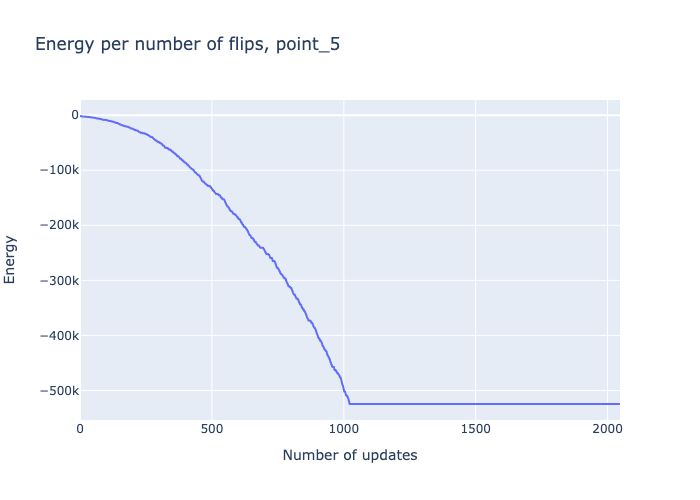 Energy per number of flips, point_5
0
−100k
−200k
−300k
−400k
−500k
Energy
0 500 1000 1500 2000
Number of updates